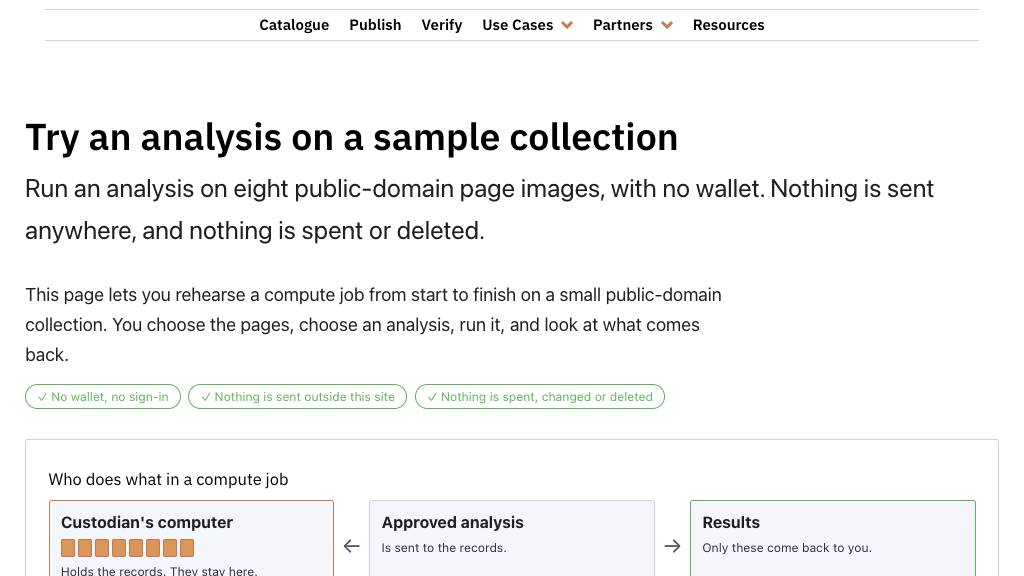 Catalogue Publish Verify Use Cases Partners Resources
Try an analysis on a sample collection
Run an analysis on eight public-domain page images, with no wallet. Nothing is sent
anywhere, and nothing is spent or deleted.
This page lets you rehearse a compute job from start to finish on a small public-domain
collection. You choose the pages, choose an analysis, run it, and look at what comes
back.
✓ No wallet, no sign-in ✓ Nothing is sent outside this site ✓ Nothing is spent, changed or deleted
Who does what in a compute job
Custodian's computer
Holds the records. They stay here.
Approved analysis
Is sent to the records.
Results
Only these come back to you.